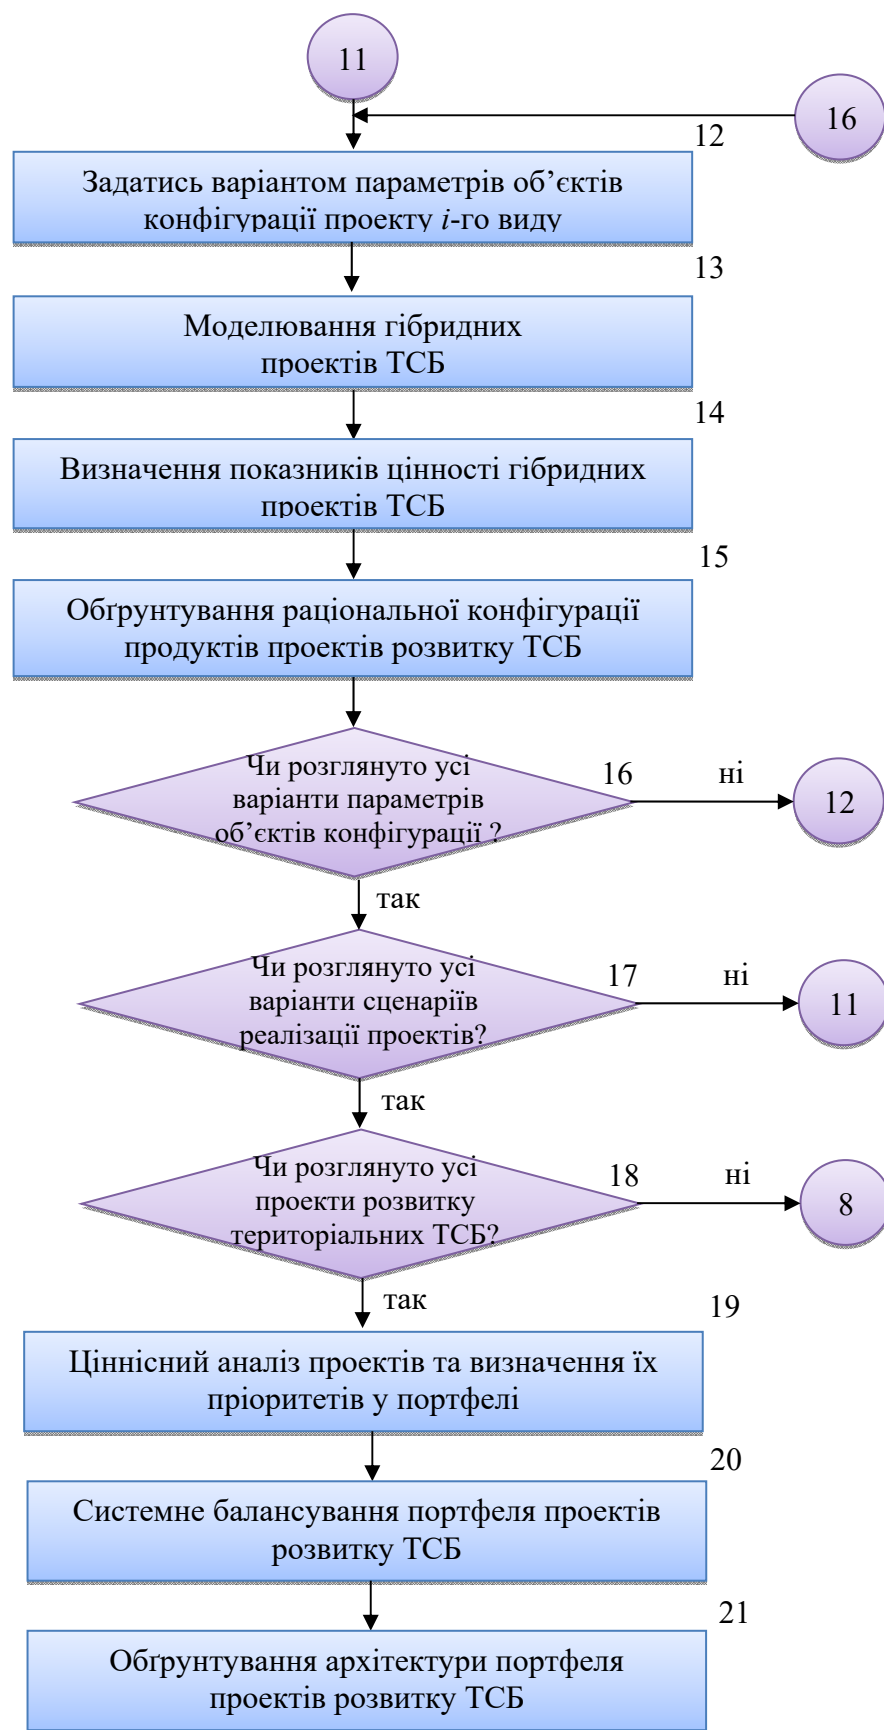 11
16
12
Задатись варіантом параметрів об’єктів
конфігурації проекту i-го виду
13
Моделювання гібридних
проектів ТСБ
14
Визначення показників цінності гібридних
проектів ТСБ
15
Обґрунтування раціональної конфігурації
продуктів проектів розвитку ТСБ
Чи розглянуто усі
варіанти параметрів
об’єктів конфігурації ?
16
ні
12
так
Чи розглянуто усі
варіанти сценаріїв
реалізації проектів?
17
ні
11
так
Чи розглянуто усі
проекти розвитку
територіальних ТСБ?
18
ні
8
так
19
Ціннісний аналіз проектів та визначення їх
пріоритетів у портфелі
20
Системне балансування портфеля проектів
розвитку ТСБ
21
Обґрунтування архітектури портфеля
проектів розвитку ТСБ